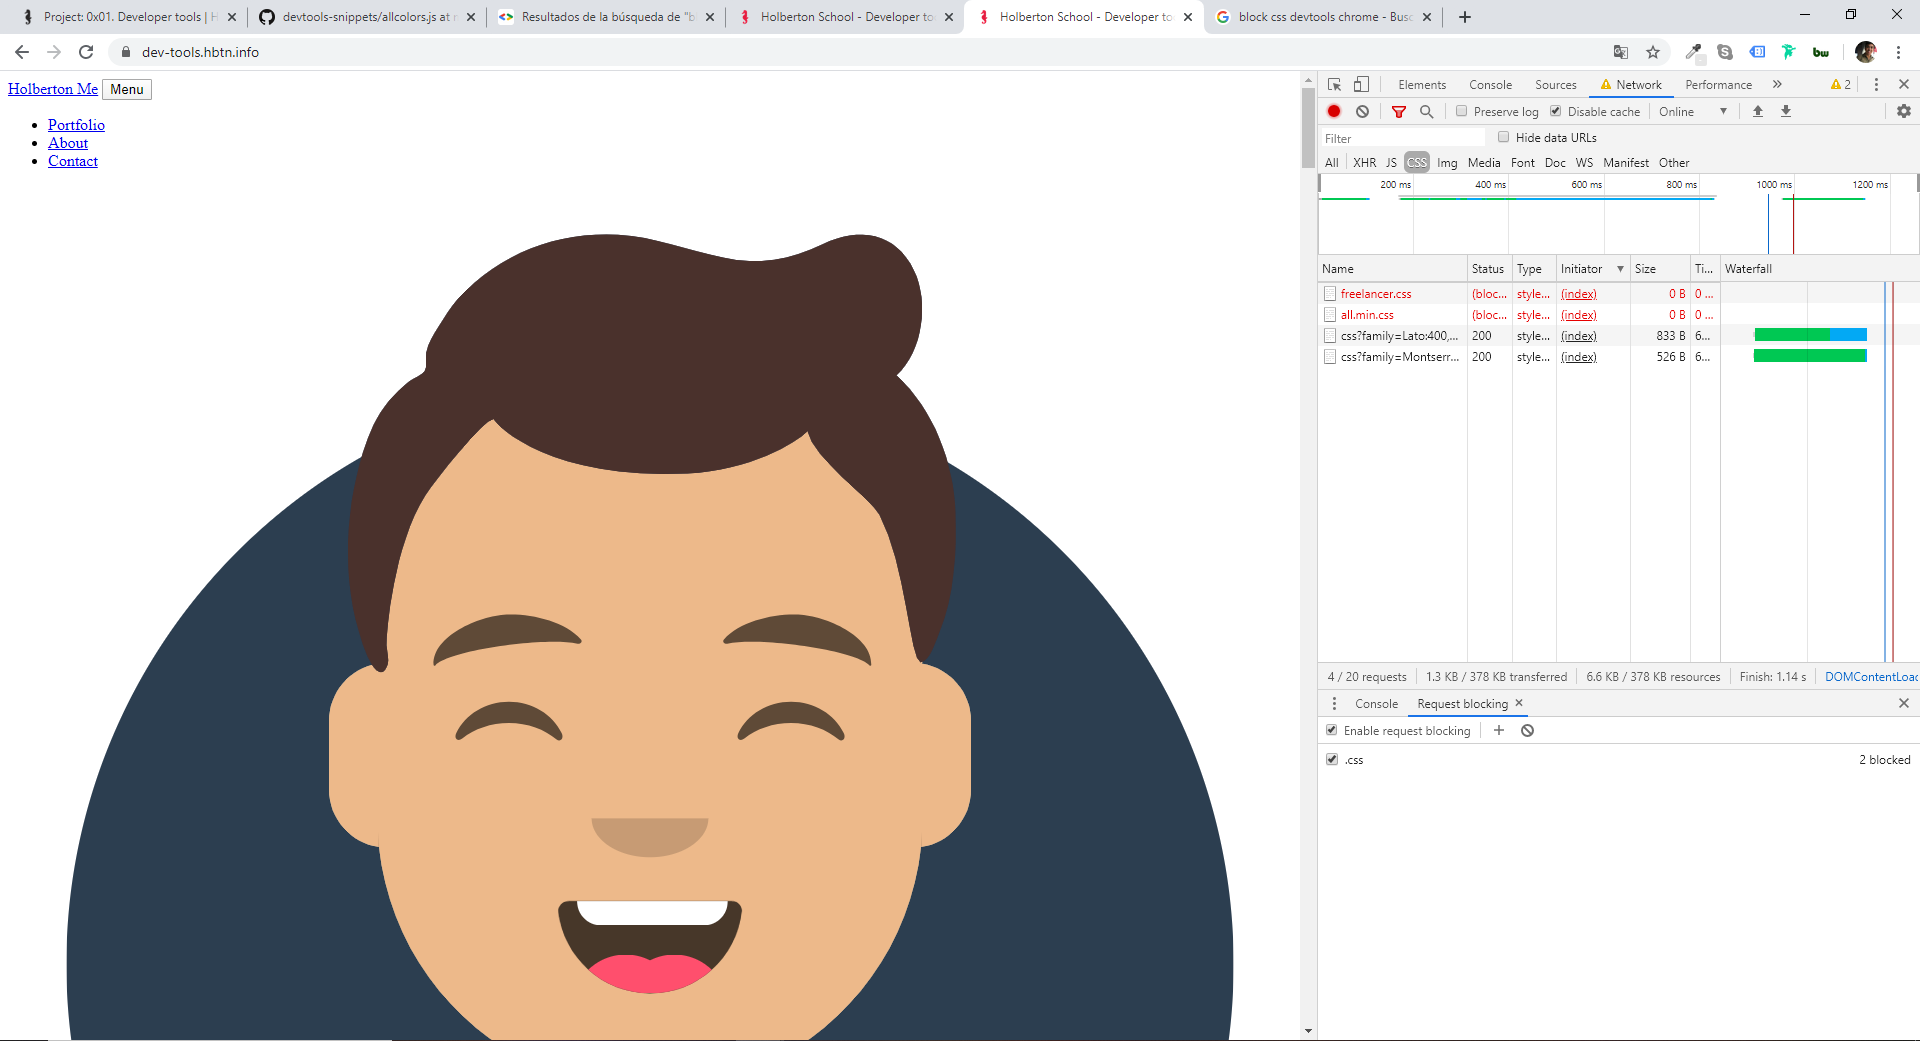 Project: 0x01. Developer tools | H
devtools-snippets/allcolors.js at m
Resultados de la búsqueda de "b
Holberton School - Developer to
Holberton School - Developer to
block css devtools chrome - Busc
dev-tools.hbtn.info
bw
Holberton Me Menu
Portfolio
About
Contact
Elements Console Sources Network Performance 2
Preserve log Disable cache Online
Filter Hide data URLs
All XHR JS CSS Img Media Font Doc WS Manifest Other
200 ms 400 ms 600 ms 800 ms 1000 ms 1200 ms
Name Status Type Initiator Size Ti... Waterfall
freelancer.css (bloc... style... (index) 0 B 0 ...
all.min.css (bloc... style... (index) 0 B 0 ...
css?family=Lato:400,... 200 style... (index) 833 B 6...
css?family=Montserr... 200 style... (index) 526 B 6...
4 / 20 requests 1.3 KB / 378 KB transferred 6.6 KB / 378 KB resources Finish: 1.14 s DOMContentLoad
Console Request blocking
Enable request blocking
.css 2 blocked